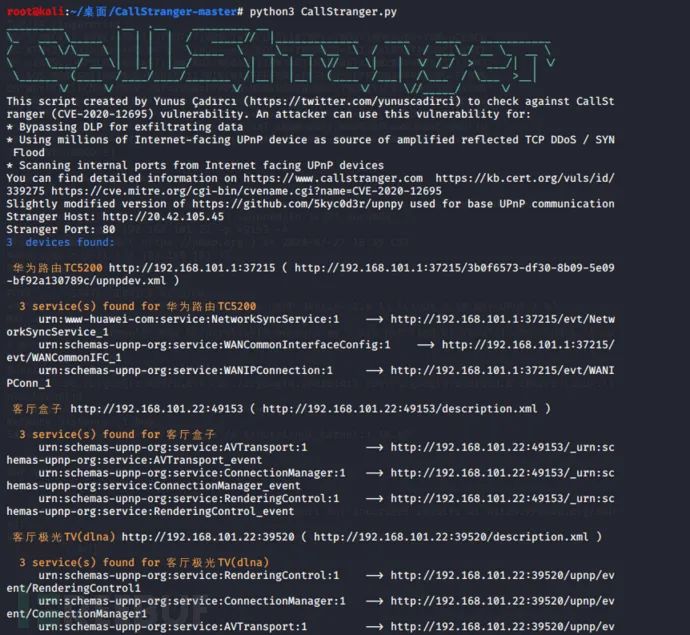 root@kali:~/桌面/CallStranger-master# python3 CallStranger.py
CallStranger
This script created by Yunus Çadırcı (https://twitter.com/yunuscadirci) to check against CallSt
ranger (CVE-2020-12695) vulnerability. An attacker can use this vulnerability for:
* Bypassing DLP for exfiltrating data
* Using millions of Internet-facing UPnP device as source of amplified reflected TCP DDoS / SYN
Flood
* Scanning internal ports from Internet facing UPnP devices
You can find detailed information on https://www.callstranger.com  https://kb.cert.org/vuls/id/
339275 https://cve.mitre.org/cgi-bin/cvename.cgi?name=CVE-2020-12695
Slightly modified version of https://github.com/5kyc0d3r/upnpy used for base UPnP communication
Stranger Host: http://20.42.105.45
Stranger Port: 80
3  devices found:
华为路由TC5200 http://192.168.101.1:37215 ( http://192.168.101.1:37215/3b0f6573-df30-8b09-5e09
-bf92a130789c/upnpdev.xml )
3 service(s) found for 华为路由TC5200
urn:www-huawei-com:service:NetworkSyncService:1    —> http://192.168.101.1:37215/evt/Netw
orkSyncService_1
urn:schemas-upnp-org:service:WANCommonInterfaceConfig:1    —> http://192.168.101.1:37215/
evt/WANCommonIFC_1
urn:schemas-upnp-org:service:WANIPConnection:1    —> http://192.168.101.1:37215/evt/WANI
PConn_1
客厅盒子 http://192.168.101.22:49153 ( http://192.168.101.22:49153/description.xml )
3 service(s) found for 客厅盒子
urn:schemas-upnp-org:service:AVTransport:1    —> http://192.168.101.22:49153/_urn:sc
hemas-upnp-org:service:AVTransport_event
urn:schemas-upnp-org:service:ConnectionManager:1    —> http://192.168.101.22:49153/_urn:sc
hemas-upnp-org:service:ConnectionManager_event
urn:schemas-upnp-org:service:RenderingControl:1    —> http://192.168.101.22:49153/_urn:sc
hemas-upnp-org:service:RenderingControl_event
客厅极光TV(dlna) http://192.168.101.22:39520 ( http://192.168.101.22:39520/description.xml )
3 service(s) found for 客厅极光TV(dlna)
urn:schemas-upnp-org:service:RenderingControl:1    —> http://192.168.101.22:39520/upnp/ev
ent/RenderingControl1
urn:schemas-upnp-org:service:ConnectionManager:1    —> http://192.168.101.22:39520/upnp/ev
ent/ConnectionManager1
urn:schemas-upnp-org:service:AVTransport:1    —> http://192.168.101.22:39520/upnp/ev